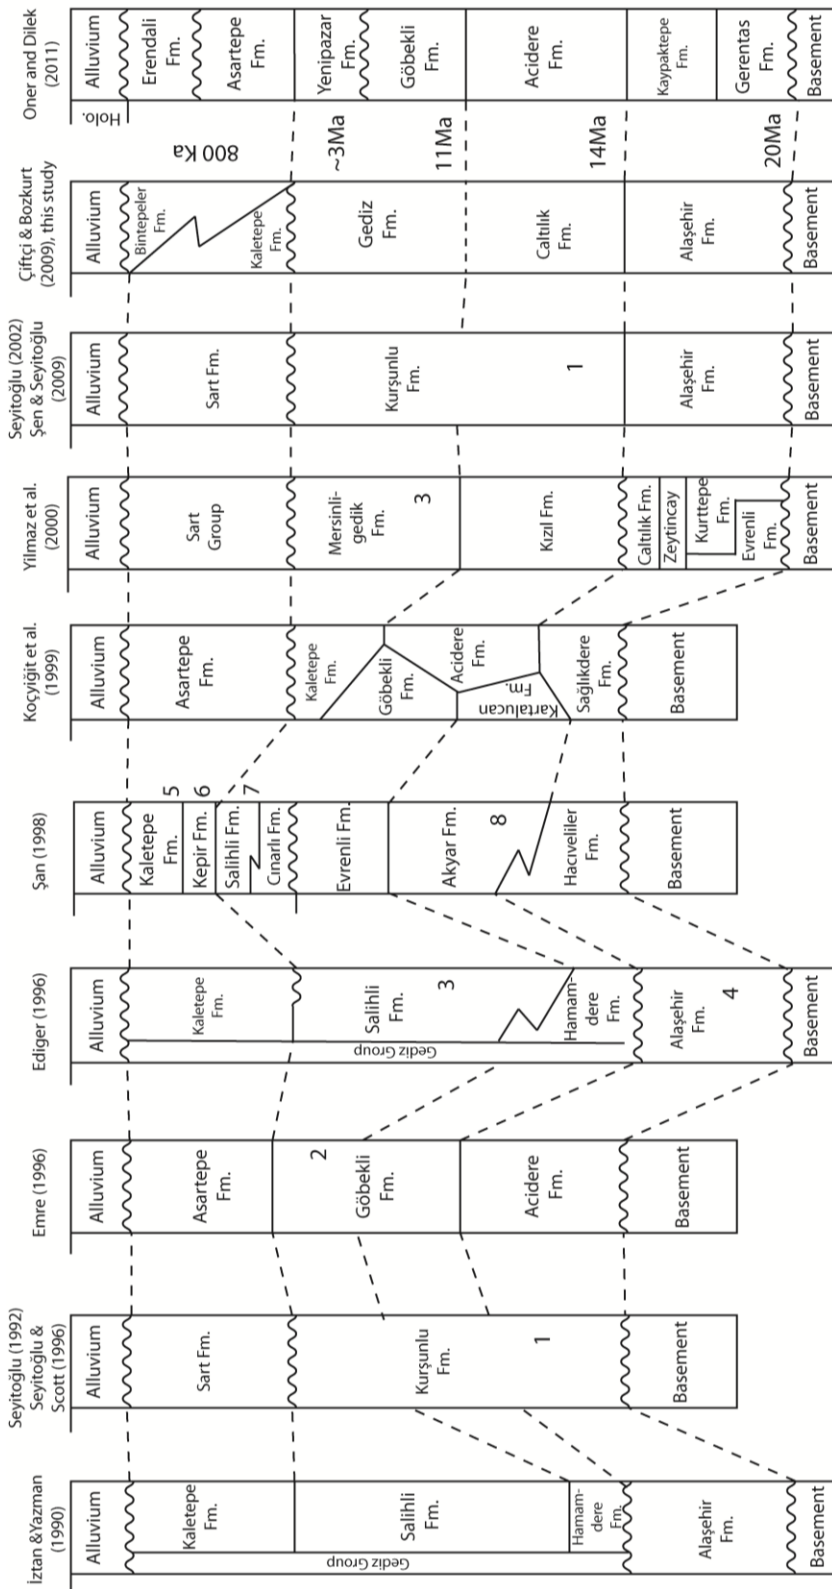 İztan &Yazman
(1990)
Alluvium
Gediz Group
Kaletepe
Fm.
Salihli
Fm.
Hamam-
dere
Fm.
Alaşehir
Fm.
Basement
Seyitoğlu (1992)
Seyitoğlu &
Scott (1996)
Alluvium
Sart Fm.
Kurşunlu
Fm.
1
Basement
Emre (1996)
Alluvium
Asartepe
Fm.
2
Göbekli
Fm.
Acidere
Fm.
Basement
Ediger (1996)
Alluvium
Gediz Group
Kaletepe
Fm.
Salihli
Fm.
3
Hamam-
dere
Fm.
Alaşehir
Fm.
4
Basement
Şan (1998)
Alluvium
Kaletepe
Fm.
5
Kepir Fm.
6
Salihli Fm.
7
Cınarlı Fm.
Evrenli Fm.
Akyar Fm.
8
Hacıveliler
Fm.
Basement
Koçyiğit et al.
(1999)
Alluvium
Asartepe
Fm.
Kaletepe
Fm.
Göbekli
Fm.
Acidere
Fm.
Kartalucan
Fm.
Sağlıkdere
Fm.
Basement
Yilmaz et al.
(2000)
Alluvium
Sart
Group
Mersinli-
gedik
Fm.
3
Kızıl Fm.
Caltılık Fm.
Zeytincay
Kurttepe
Fm.
Evrenli
Fm.
Basement
Seyitoğlu (2002)
Şen & Seyitoğlu
(2009)
Alluvium
Sart Fm.
Kurşunlu
Fm.
1
Alaşehir
Fm.
Basement
Çiftçi & Bozkurt
(2009), this study
Alluvium
Bintepeler
Fm.
Kaletepe
Fm.
Gediz
Fm.
Caltılık
Fm.
Alaşehir
Fm.
Basement
Holo.
800 Ka
~3Ma
11Ma
14Ma
20Ma
Oner and Dilek
(2011)
Alluvium
Erendali
Fm.
Asartepe
Fm.
Yenipazar
Fm.
Göbekli
Fm.
Acidere
Fm.
Kaypaktepe
Fm.
Gerentas
Fm.
Basement